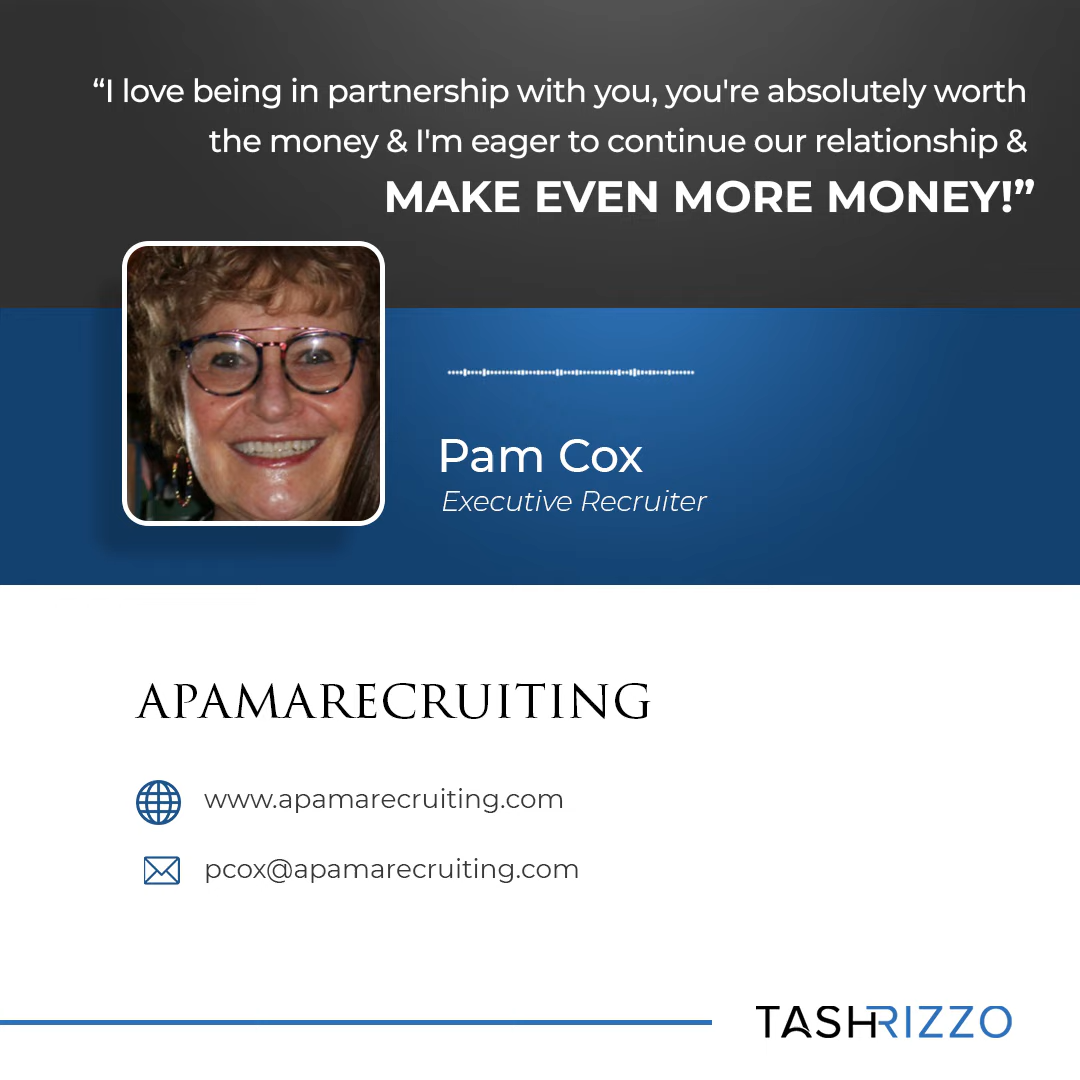 “I love being in partnership with you, you're absolutely worth
the money & I'm eager to continue our relationship &
MAKE EVEN MORE MONEY!”
Pam Cox
Executive Recruiter
APAMARECRUITING
www.apamarecruiting.com
pcox@apamarecruiting.com
TASHRIZZO